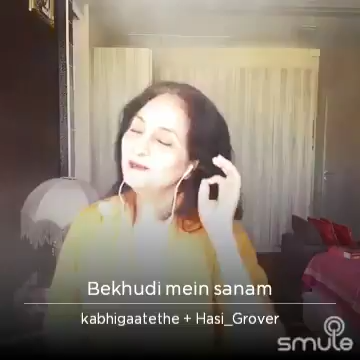 Bekhudi mein sanam
kabhigaatethe + Hasi_Grover
smule